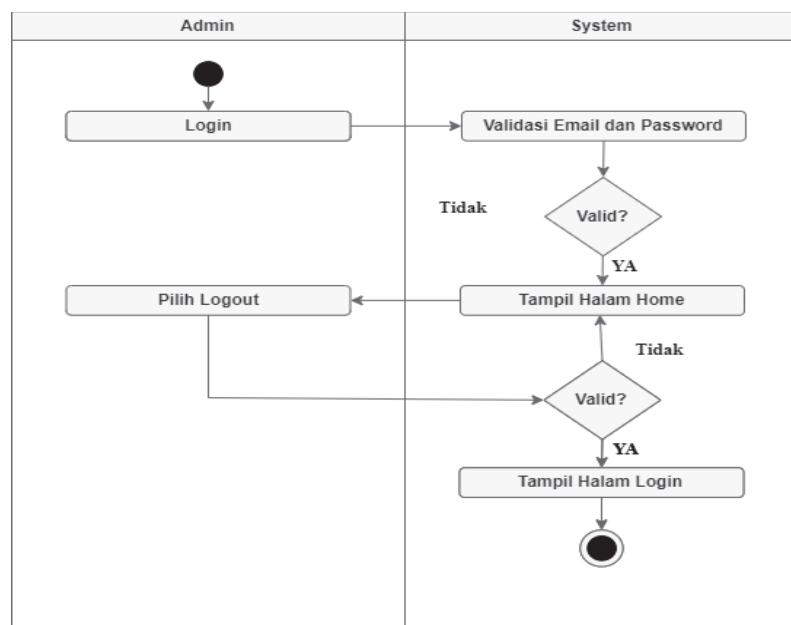 Admin
System
Login
Validasi Email dan Password
Tidak
Valid?
YA
Pilih Logout
Tampil Halam Home
Tidak
Valid?
YA
Tampil Halam Login